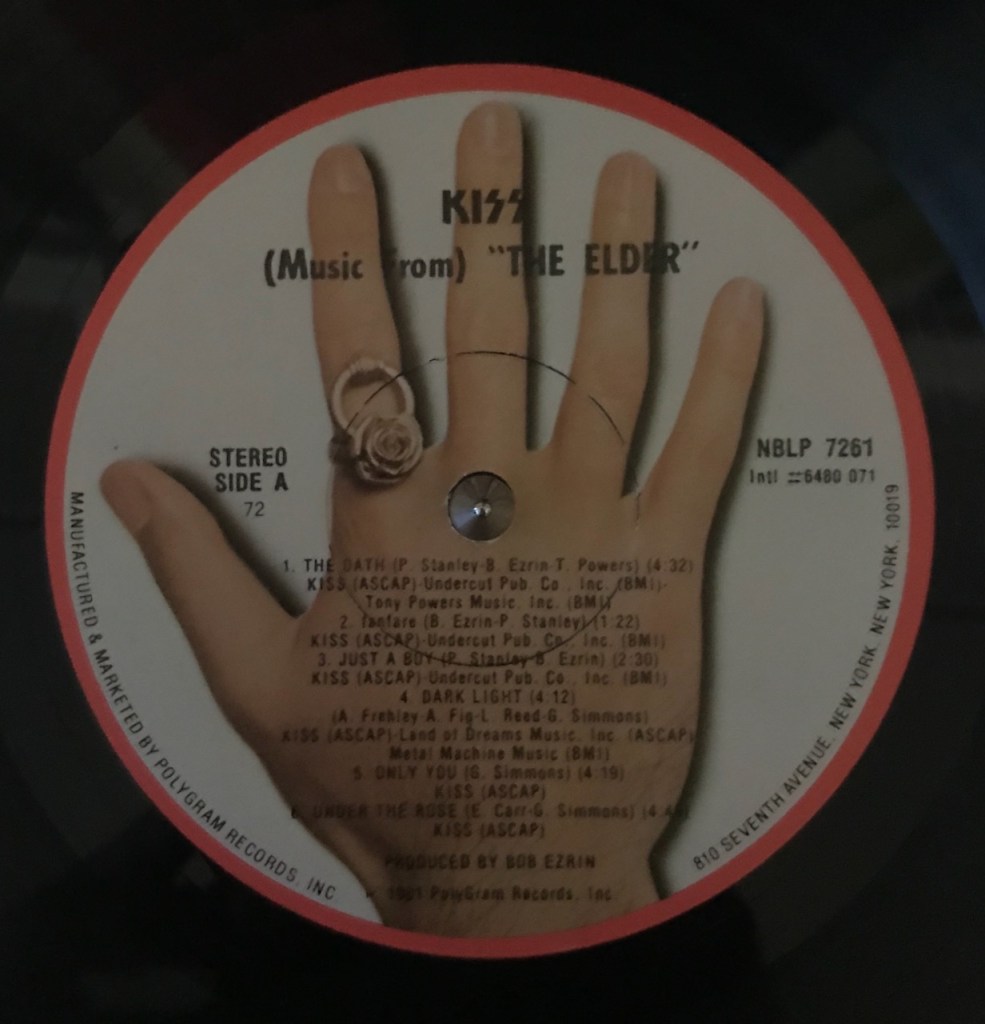 KISS
(Music From) "THE ELDER"
STEREO
SIDE A
72
NBLP 7261
Intl #6480 071
1. THE OATH (P. Stanley-B. Ezrin-T. Powers) (4:32)
KISS (ASCAP)-Undercut Pub. Co., Inc. (BMI)-
Tony Powers Music, Inc. (BMI)
2. fanfare (B. Ezrin-P. Stanley) (1:22)
KISS (ASCAP)-Undercut Pub. Co., Inc. (BMI)
3. JUST A BOY (P. Stanley-B. Ezrin) (2:30)
KISS (ASCAP)-Undercut Pub. Co., Inc. (BMI)
4. DARK LIGHT (4:12)
(A. Frehley-A. Fig-L. Reed-G. Simmons)
KISS (ASCAP)-Land of Dreams Music, Inc. (ASCAP)
Metal Machine Music (BMI)
5. ONLY YOU (G. Simmons) (4:19)
KISS (ASCAP)
6. UNDER THE ROSE (E. Carr-G. Simmons)
KISS (ASCAP)
PRODUCED BY BOB EZRIN
℗ 1981 PolyGram Records, Inc.
MANUFACTURED & MARKETED BY POLYGRAM RECORDS, INC.
810 SEVENTH AVENUE, NEW YORK, NEW YORK, 10019